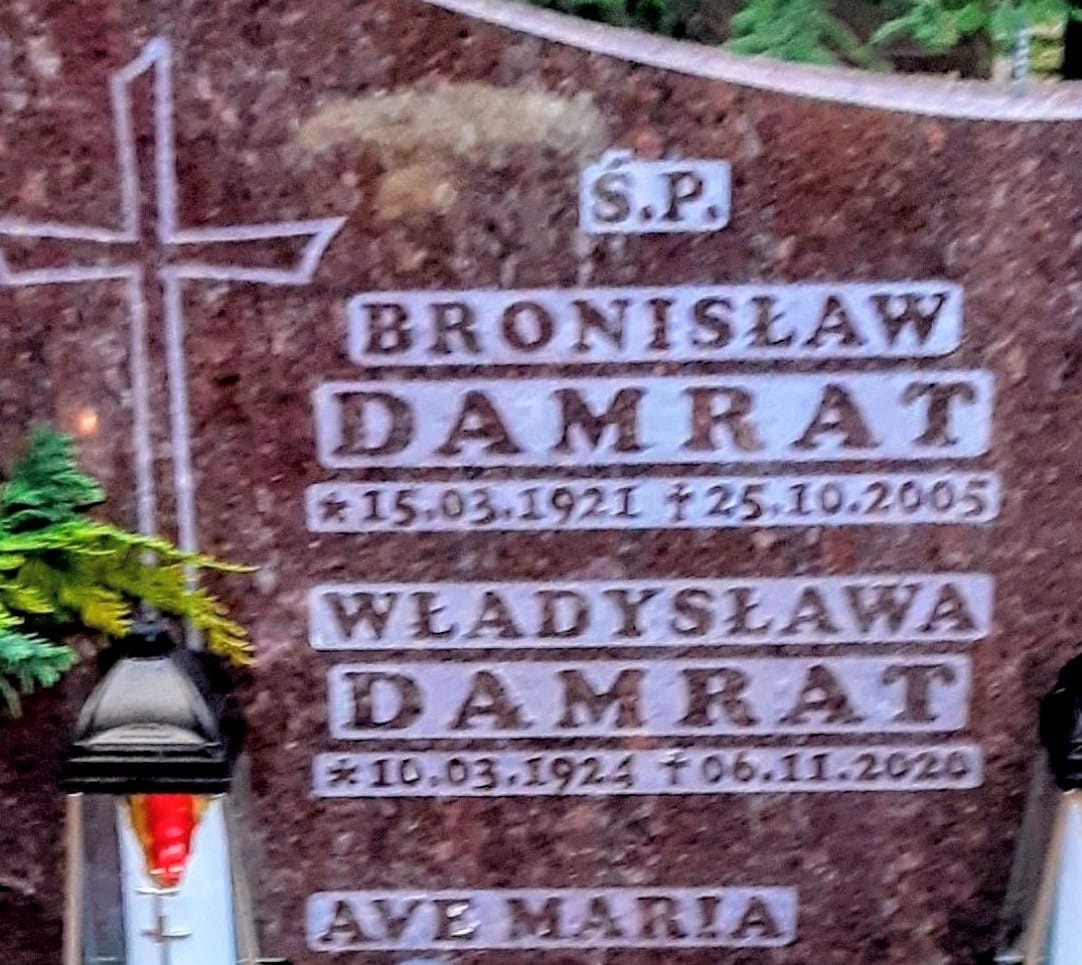 Ś.P.
BRONISŁAW
DAMRAT
*15.03.1921 †25.10.2005
WŁADYSŁAWA
DAMRAT
*10.03.1924 †06.11.2020
AVE MARIA